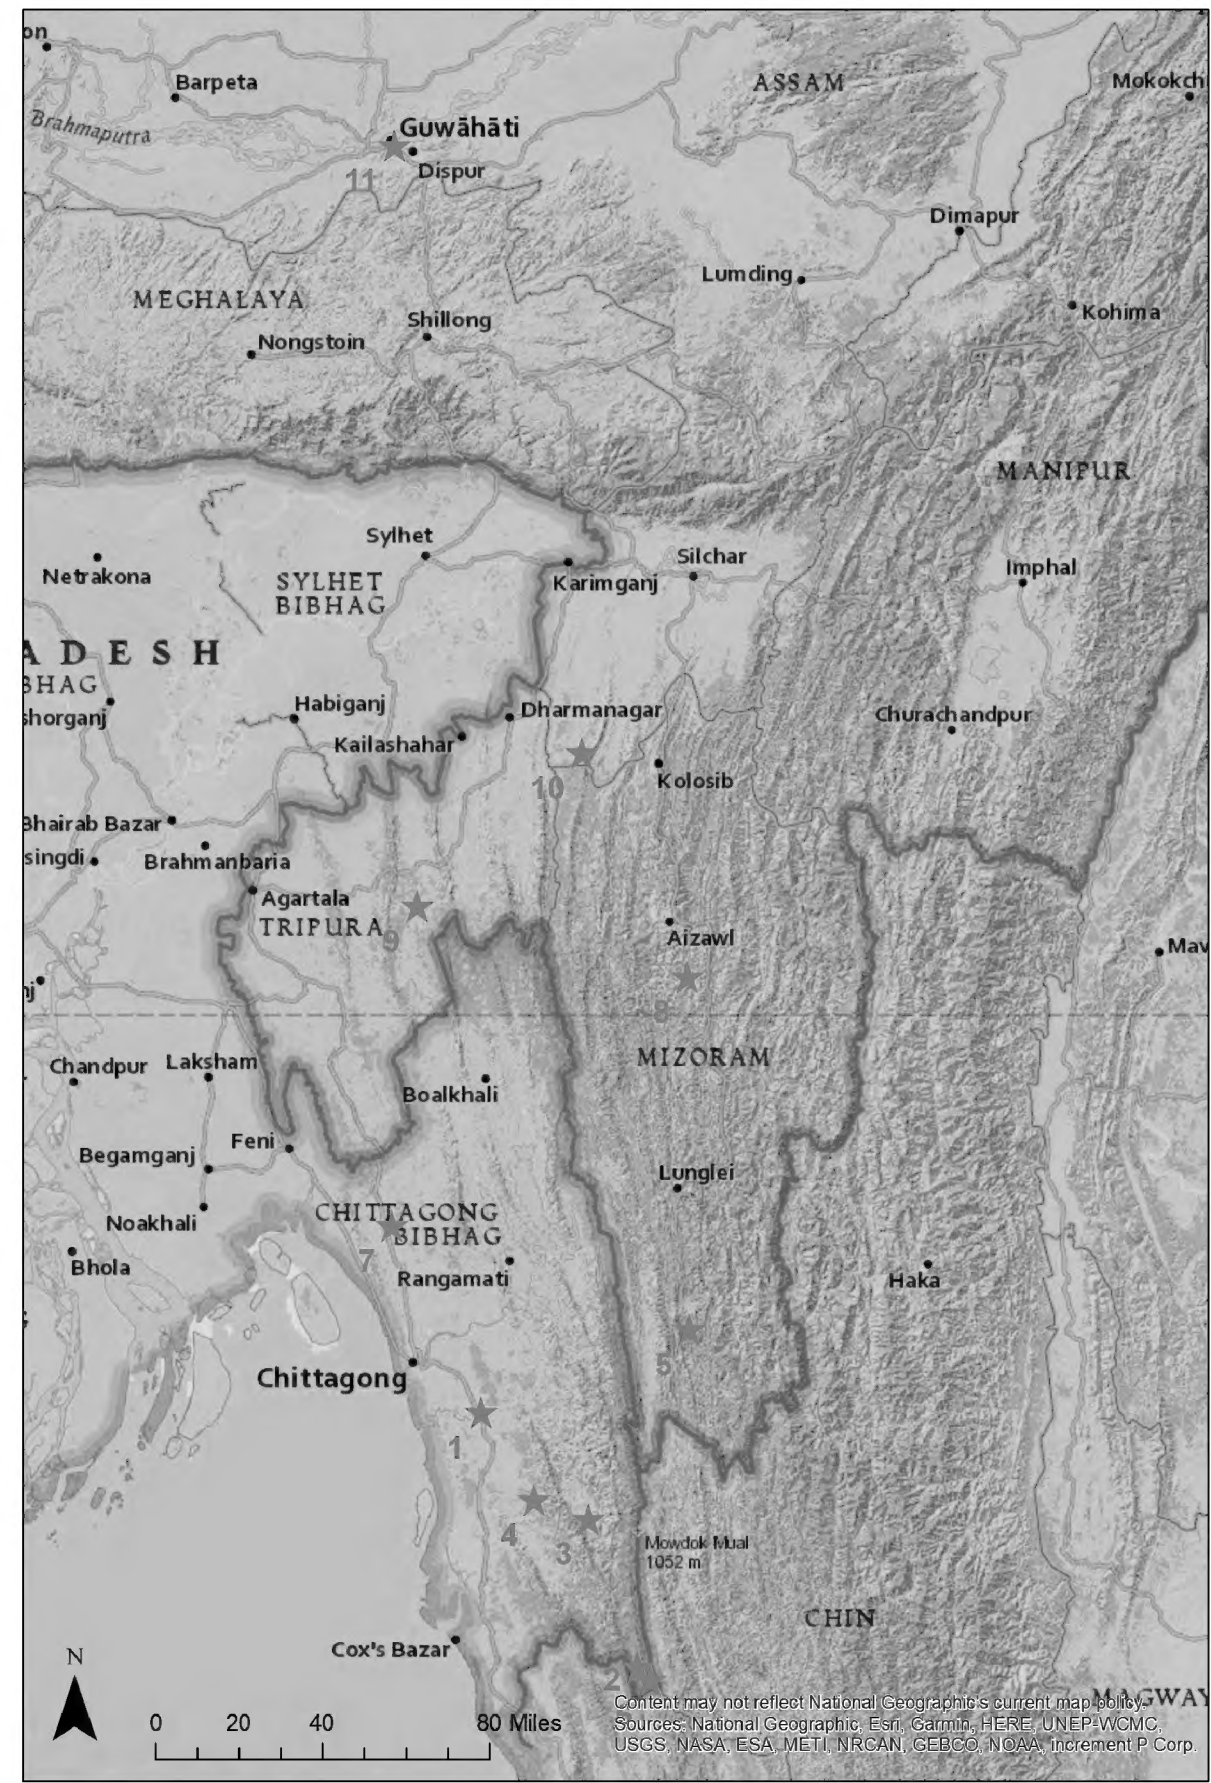 on
Barpeta
ASSAM
Mokokch
Brahmaputra
Guwāhāti
11
Dispur
Dimapur
Lumding
MEGHALAYA
Kohima
Shillong
Nongstoin
MANIPUR
Sylhet
Silchar
Netrakona
SYLHET
BIBHAG
Karimganj
Imphal
ADESH
BHAG
shorganj
Habiganj
Dharmanagar
Churachandpur
Kailashahar
10
Kolosib
Bhairab Bazar
singdi
Brahmanbaria
Agartala
TRIPURA
9
Aizawl
Mav
nj
8
MIZORAM
Chandpur
Laksham
Boalkhali
Feni
Begamganj
Lunglei
Noakhali
CHITTAGONG
BIBHAG
7
Bhola
Rangamati
Haka
5
Chittagong
1
4
3
Mowdok Mual
1052 m
CHIN
Cox's Bazar
N
2
MAGWAY
0 20 40 80 Miles
Content may not reflect National Geographic's current map policy.
Sources: National Geographic, Esri, Garmin, HERE, UNEP-WCMC,
USGS, NASA, ESA, METI, NRCAN, GEBCO, NOAA, increment P Corp.